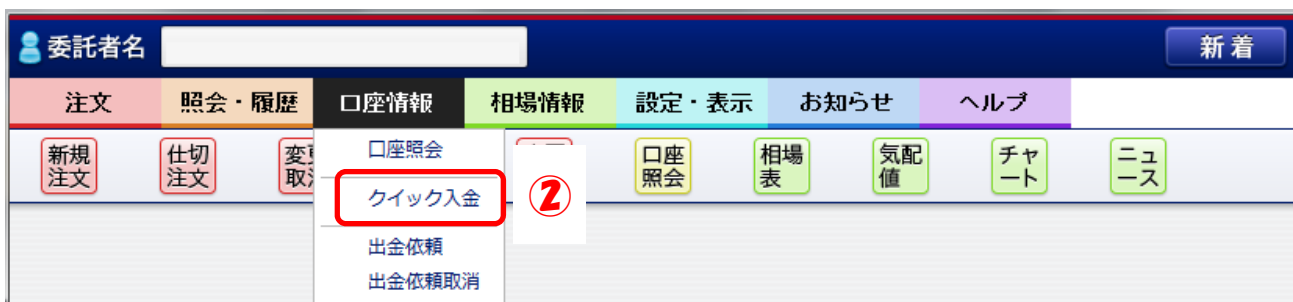 委託者名
新着
注文
照会・履歴
口座情報
相場情報
設定・表示
お知らせ
ヘルプ
新規
注文
仕切
注文
口座照会
クイック入金
出金依頼
出金依頼取消
②
口座
照会
相場
表
気配
値
チャ
ート
ニュ
ース